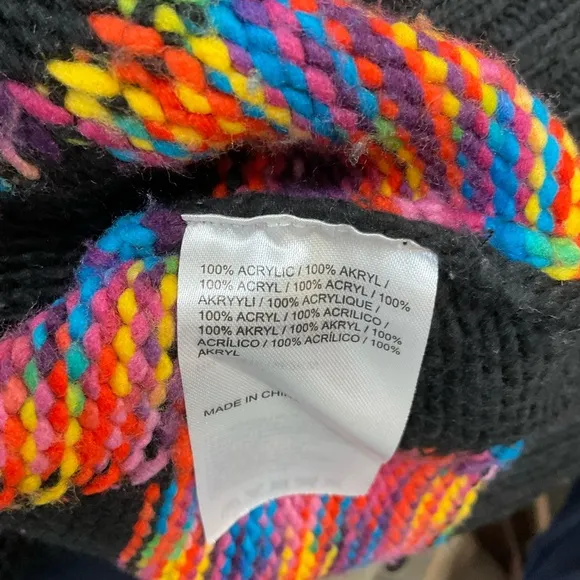 100% ACRYLIC / 100% AKRYL /
100% ACRYL / 100% AKRYL / 100%
AKRYYLI / 100% ACRYLIQUE /
100% ACRYL / 100% ACRILICO /
100% AKRYL / 100% AKRYL / 100%
ACRÍLICO / 100% ACRÍLICO / 100%
AKRYL
MADE IN